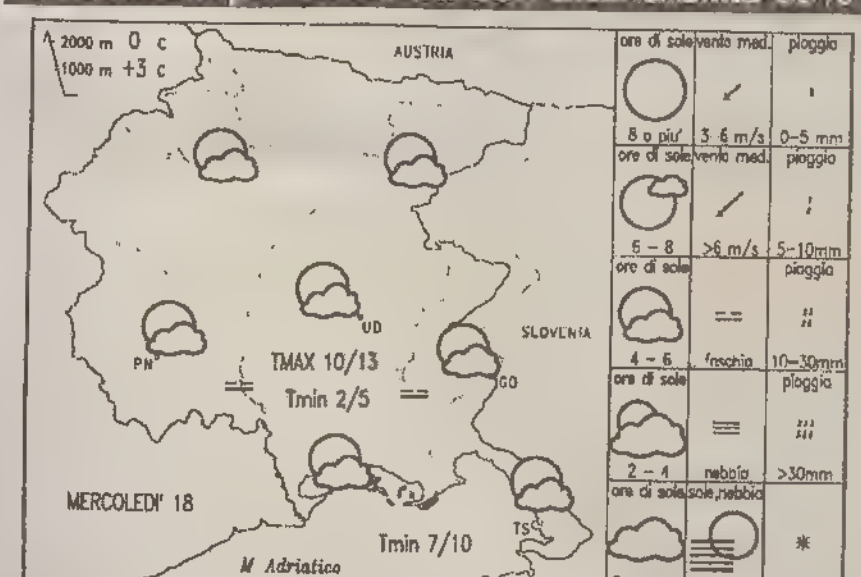 2000 m 0 c
1000 m +3 c
AUSTRIA
UD
PN
SLOVENIA
TMAX 10/13
Tmin 2/5
GO
MERCOLEDI' 18
Tmin 7/10
TS
M Adriatico
ore di sole vento med. pioggia
8 o piu' 3-6 m/s 0-5 mm
ore di sole vento med. pioggia
6 - 8 >6 m/s 5-10mm
ore di sole pioggia
4 - 6 foschia 10-30mm
ore di sole pioggia
2 - 4 nebbia >30mm
ore di sole sole,nebbia